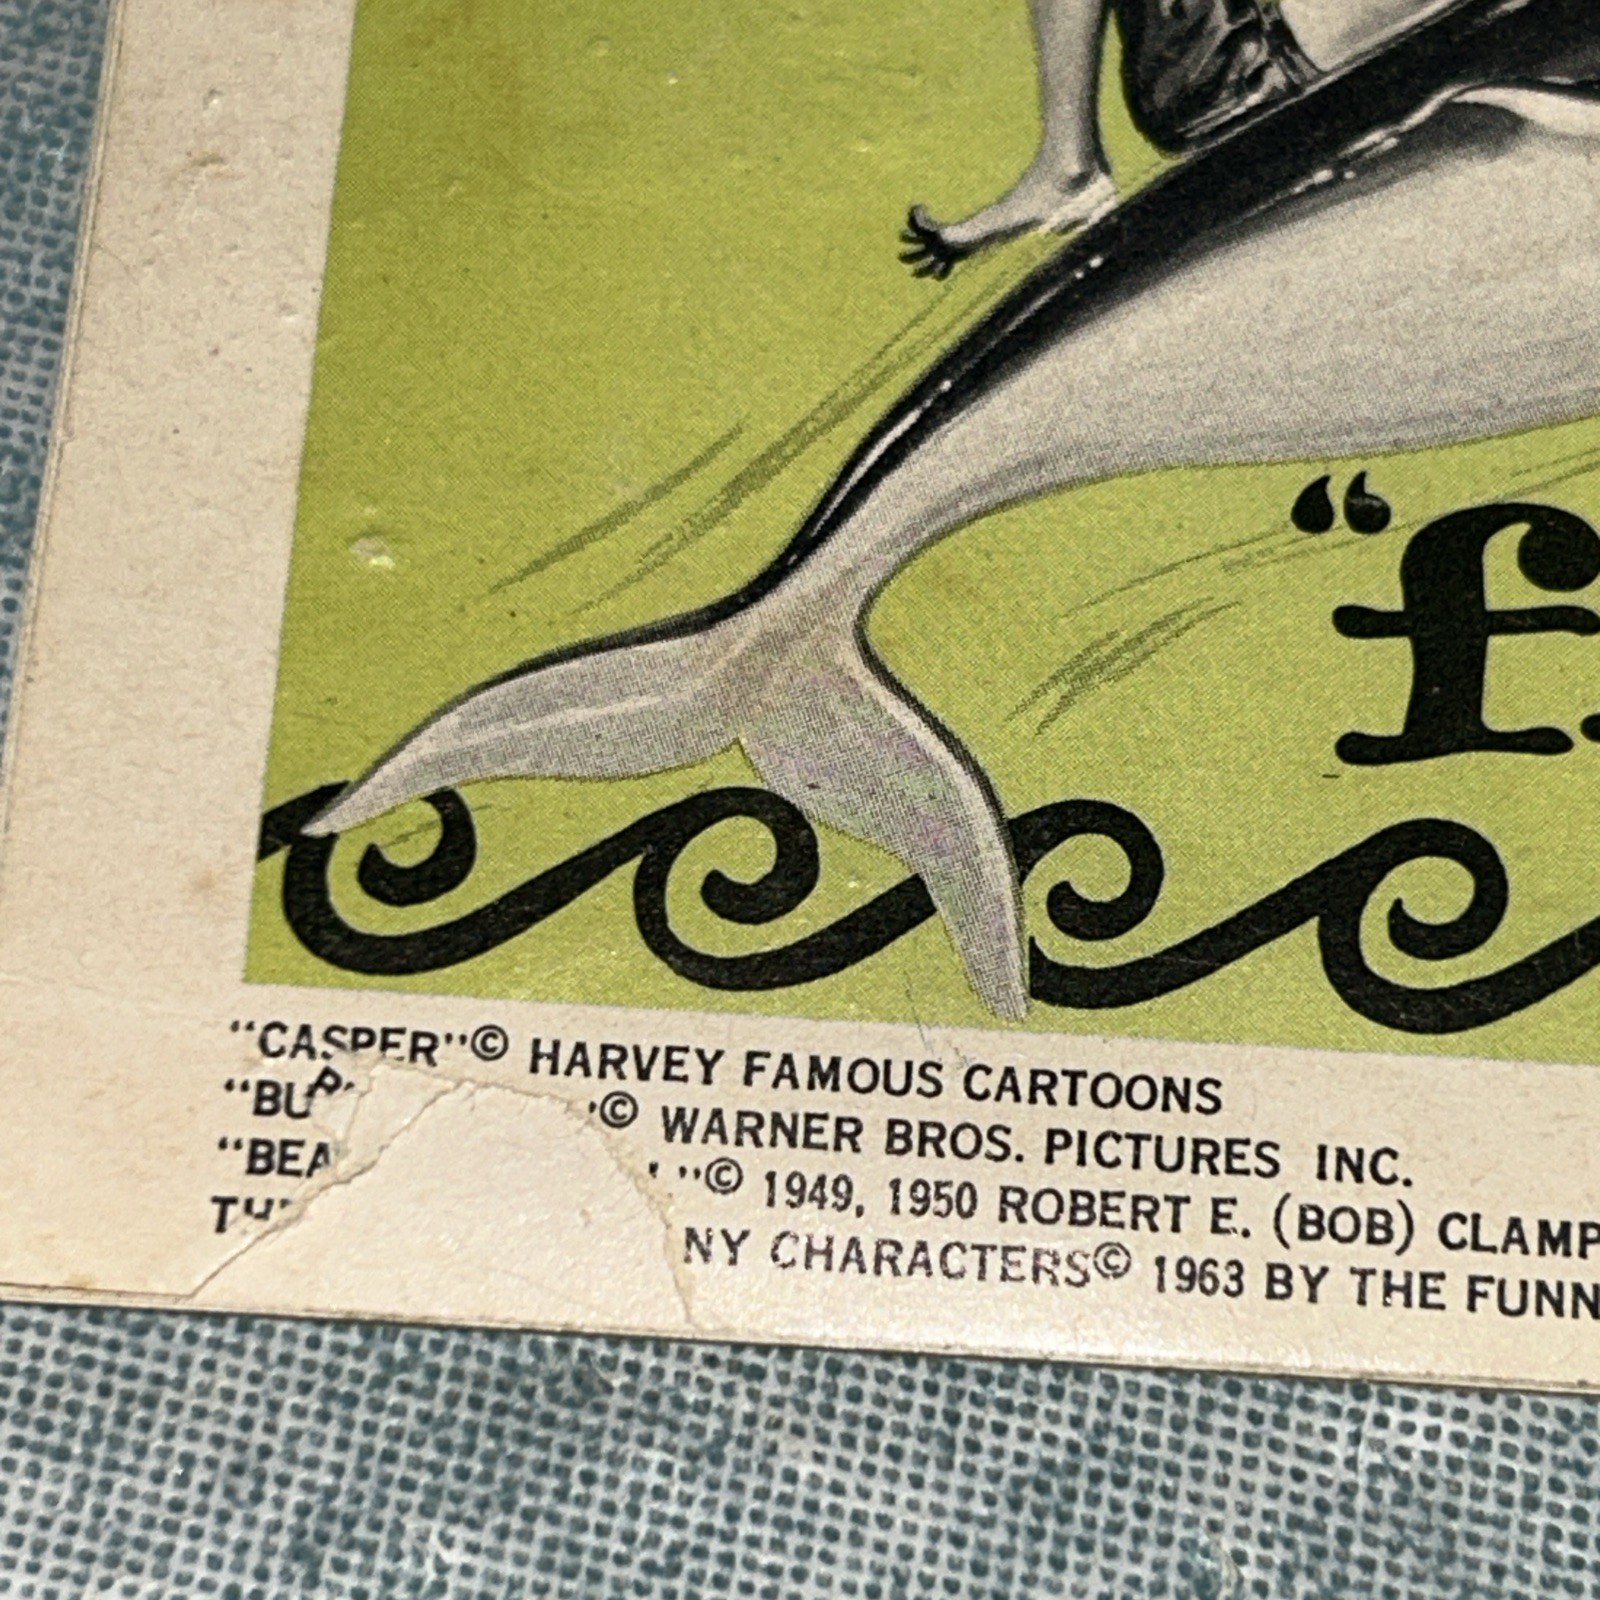 "f
"CASPER"© HARVEY FAMOUS CARTOONS
"BU © WARNER BROS. PICTURES INC.
"BEA "© 1949, 1950 ROBERT E. (BOB) CLAMP
NY CHARACTERS© 1963 BY THE FUNN